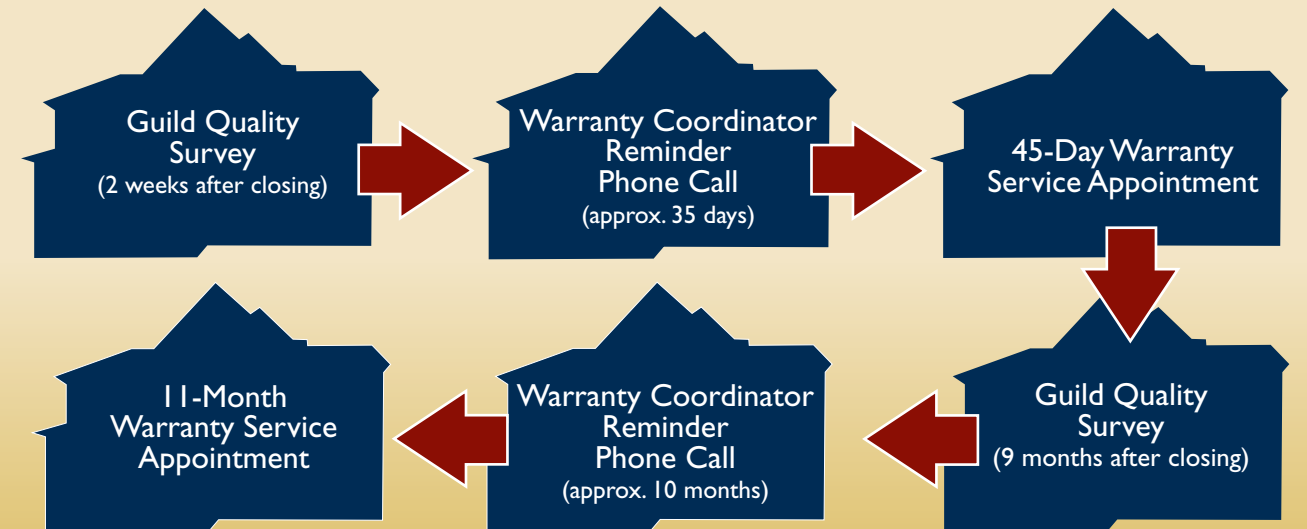 Guild Quality
Survey
(2 weeks after closing)
Warranty Coordinator
Reminder
Phone Call
(approx. 35 days)
45-Day Warranty
Service Appointment
Guild Quality
Survey
(9 months after closing)
Warranty Coordinator
Reminder
Phone Call
(approx. 10 months)
11-Month
Warranty Service
Appointment